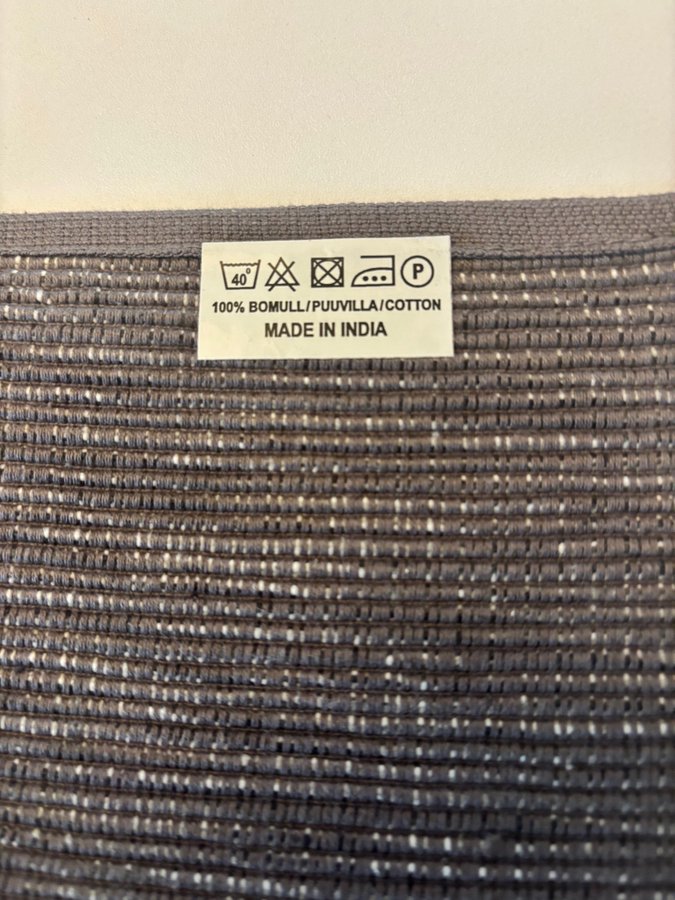 40° P
100% BOMULL/PUUVILLA/COTTON
MADE IN INDIA